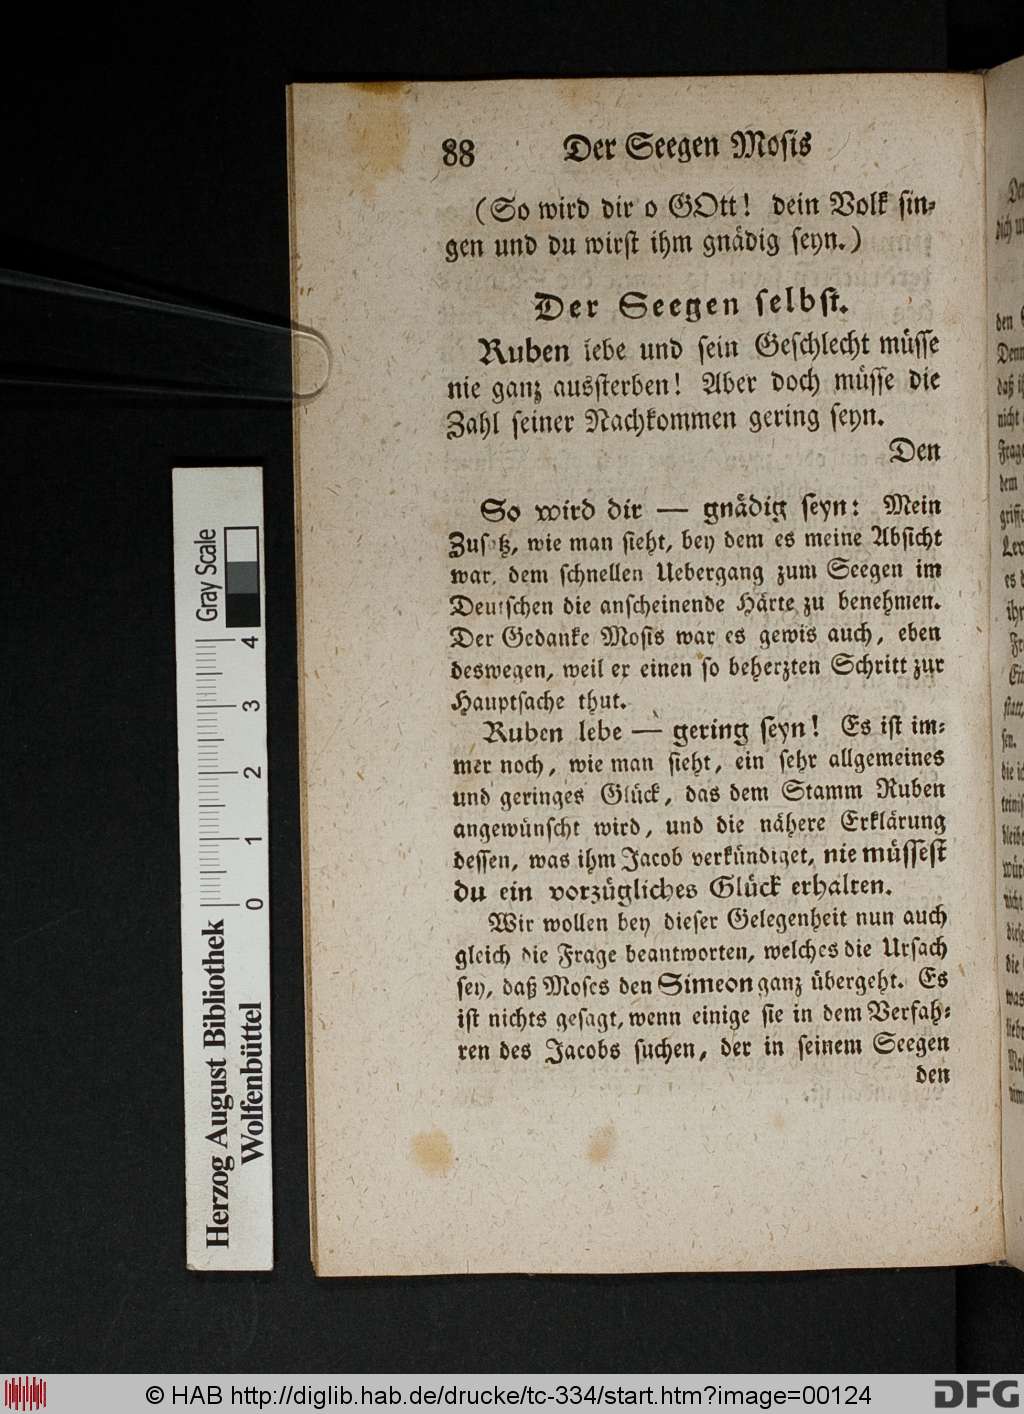 88 Der Seegen Mosis
(So wird dir o GOtt! dein Volk sin-
gen und du wirst ihm gnädig seyn.)
Der Seegen selbst.
Ruben lebe und sein Geschlecht müsse
nie ganz aussterben! Aber doch müsse die
Zahl seiner Nachkommen gering seyn.
Den
So wird dir — gnädig seyn: Mein
Zusatz, wie man sieht, bey dem es meine Absicht
war, dem schnellen Uebergang zum Seegen im
Deutschen die anscheinende Härte zu benehmen.
Der Gedanke Mosis war es gewis auch, eben
deswegen, weil er einen so beherzten Schritt zur
Hauptsache thut.
Ruben lebe — gering seyn! Es ist im-
mer noch, wie man sieht, ein sehr allgemeines
und geringes Glück, das dem Stamm Ruben
angewünscht wird, und die nähere Erklärung
dessen, was ihm Jacob verkündiget, nie müssest
du ein vorzügliches Glück erhalten.
Wir wollen bey dieser Gelegenheit nun auch
gleich die Frage beantworten, welches die Ursach
sey, daß Moses den Simeon ganz übergeht. Es
ist nichts gesagt, wenn einige sie in dem Verfah-
ren des Jacobs suchen, der in seinem Seegen
den
Gray Scale
4 3 2 1 0
Herzog August Bibliothek
Wolfenbüttel
© HAB http://diglib.hab.de/drucke/tc-334/start.htm?image=00124
DFG